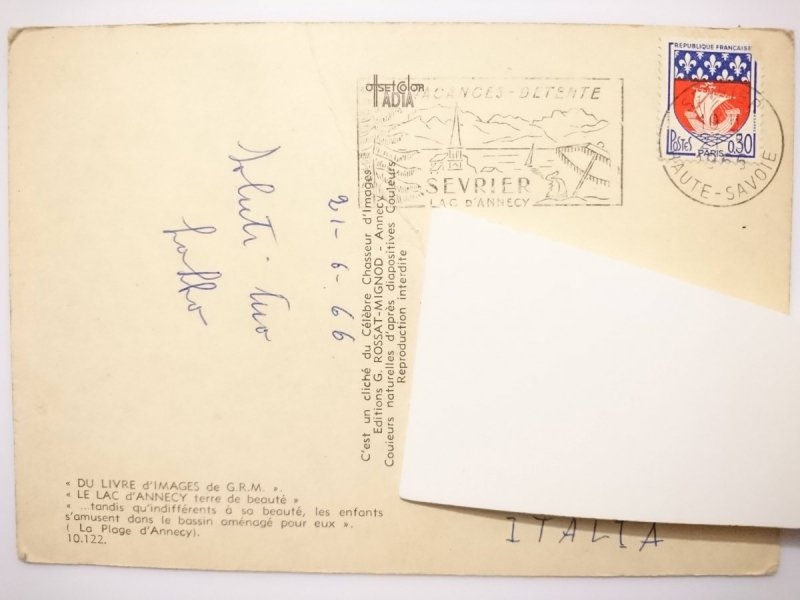 OffsetColor
ADIA
VACANCES - DÉTENTE
SEVRIER
LAC D'ANNECY
REPUBLIQUE FRANÇAISE
POSTES PARIS 0,30
HAUTE-SAVOIE
Saluti. Tuo
21-6-66
C'est un cliché du Célèbre Chasseur d'Images
Editions G. ROSSAT-MIGNOD - Annecy
Couleurs naturelles d'après diapositives Couleurs
Reproduction interdite
« DU LIVRE d'IMAGES de G.R.M. ».
« LE LAC d'ANNECY terre de beauté »
« ...tandis qu'indifférents à sa beauté, les enfants
s'amusent dans le bassin aménagé pour eux ».
( La Plage d'Annecy).
10.122.
ITALIA